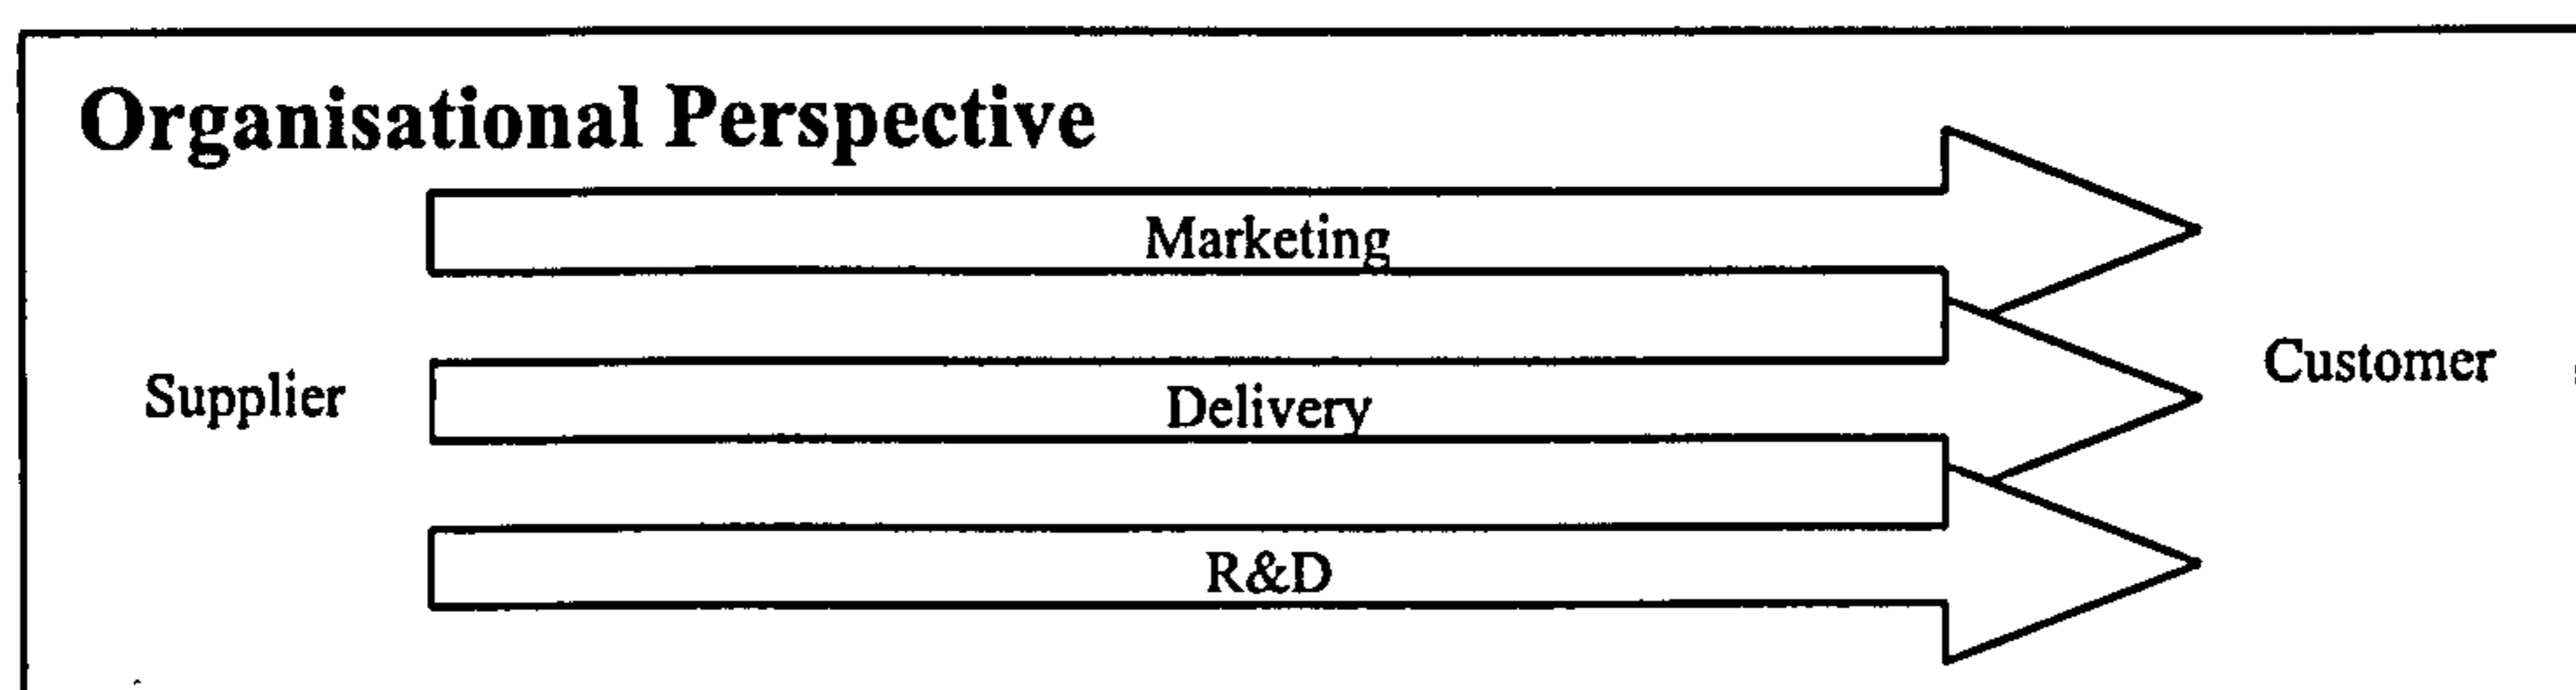 Organisational Perspective
Marketing
Supplier
Delivery
Customer
R&D